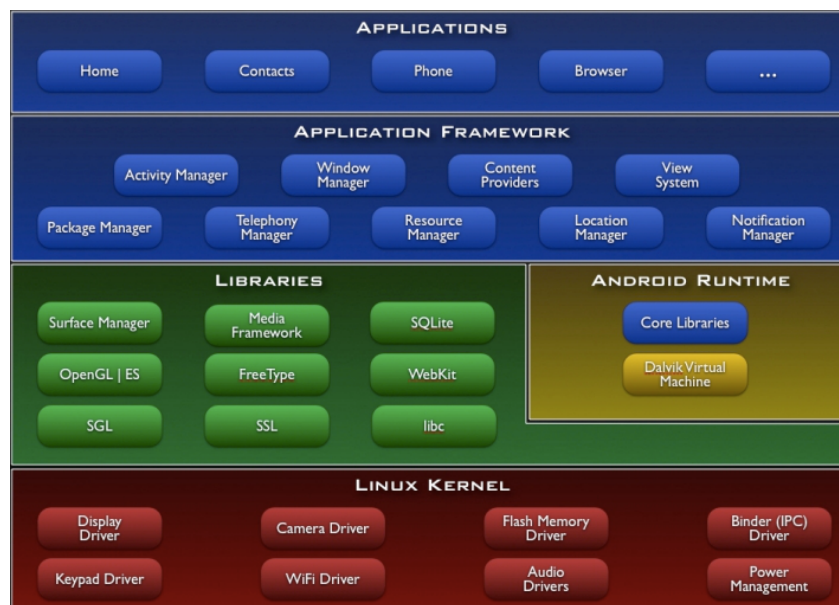 APPLICATIONS
Home Contacts Phone Browser ...
APPLICATION FRAMEWORK
Activity Manager
Window
Manager
Content
Providers
View
System
Package Manager
Telephony
Manager
Resource
Manager
Location
Manager
Notification
Manager
LIBRARIES
Surface Manager
Media
Framework
SQLite
OpenGL | ES
FreeType
WebKit
SGL
SSL
libc
ANDROID RUNTIME
Core Libraries
Dalvik Virtual
Machine
LINUX KERNEL
Display
Driver
Camera Driver
Flash Memory
Driver
Binder (IPC)
Driver
Keypad Driver
WiFi Driver
Audio
Drivers
Power
Management